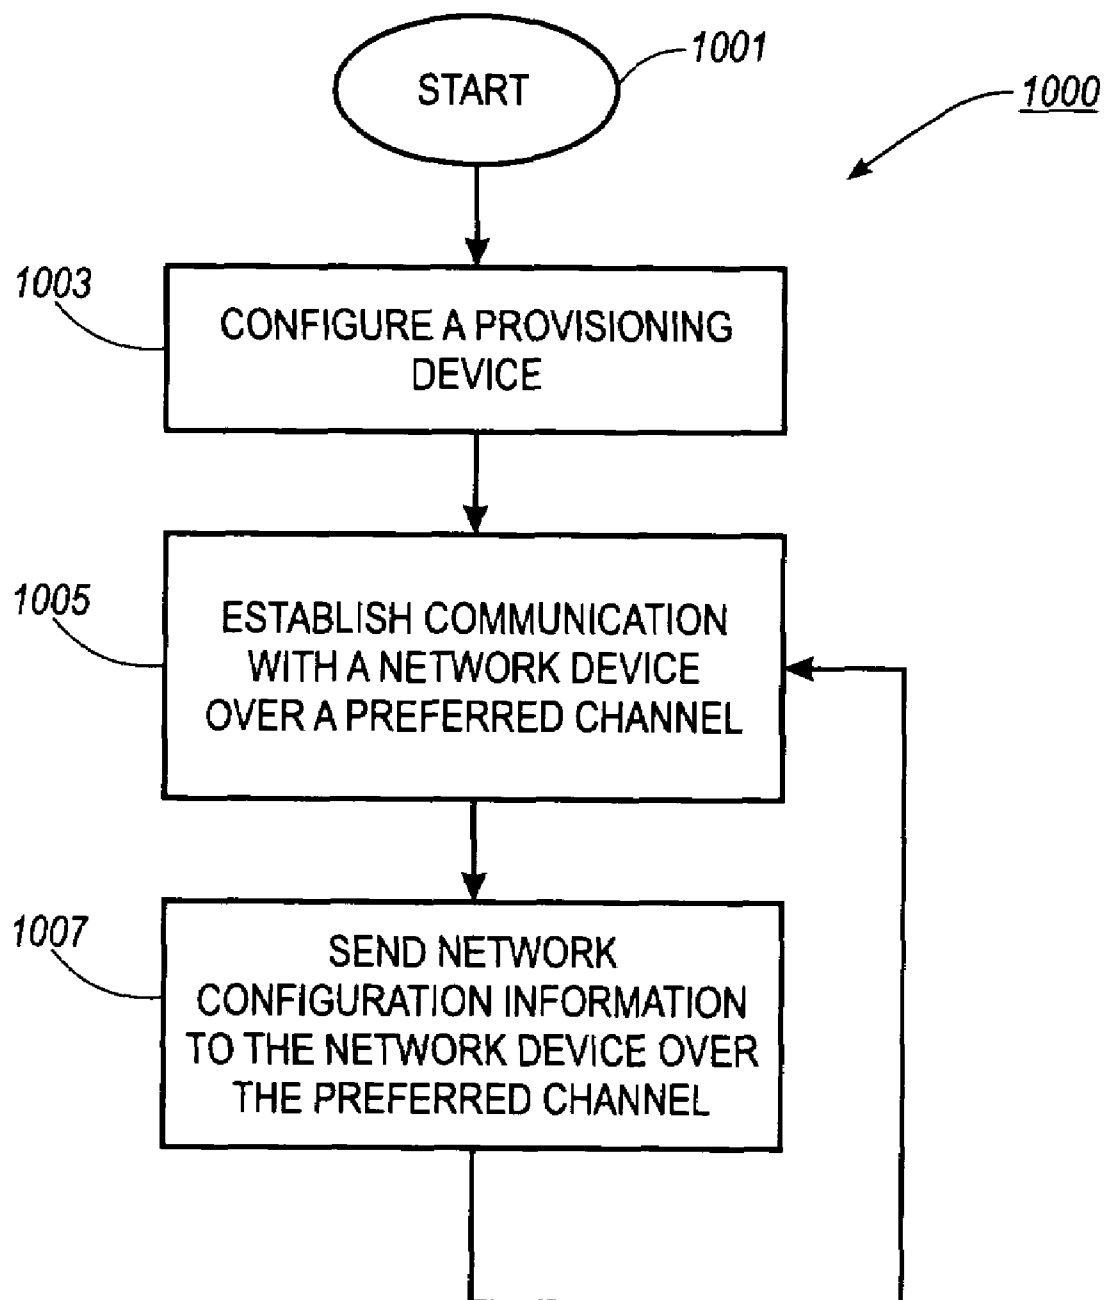 START
1001
1000
1003
CONFIGURE A PROVISIONING
DEVICE
1005
ESTABLISH COMMUNICATION
WITH A NETWORK DEVICE
OVER A PREFERRED CHANNEL
1007
SEND NETWORK
CONFIGURATION INFORMATION
TO THE NETWORK DEVICE OVER
THE PREFERRED CHANNEL